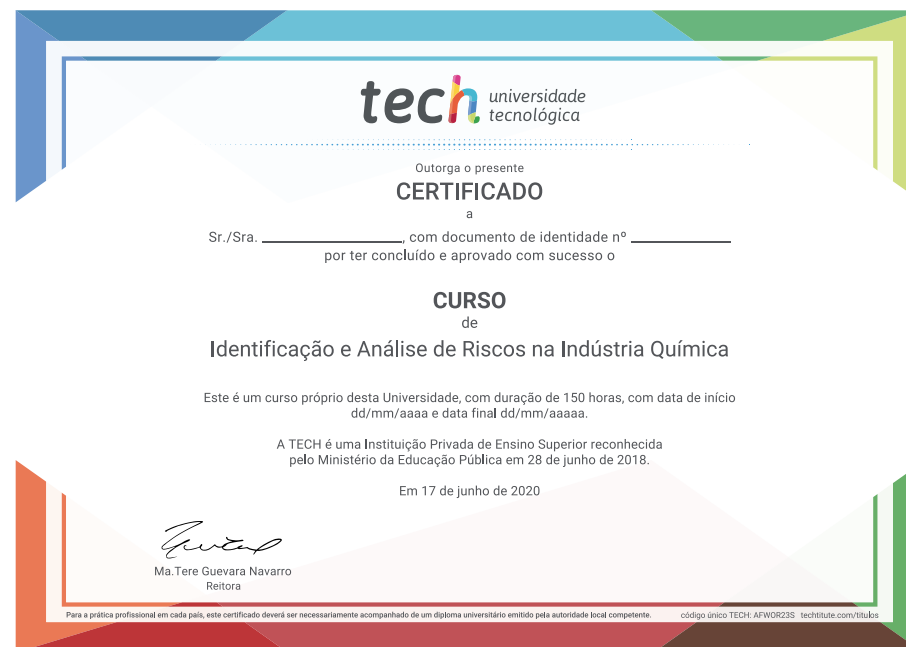 tech universidade
tecnológica
Outorga o presente
CERTIFICADO
a
Sr./Sra. ______________, com documento de identidade nº __________
por ter concluído e aprovado com sucesso o
CURSO
de
Identificação e Análise de Riscos na Indústria Química
Este é um curso próprio desta Universidade, com duração de 150 horas, com data de início
dd/mm/aaaa e data final dd/mm/aaaaa.
A TECH é uma Instituição Privada de Ensino Superior reconhecida
pelo Ministério da Educação Pública em 28 de junho de 2018.
Em 17 de junho de 2020
Ma.Tere Guevara Navarro
Reitora
Para a prática profissional em cada país, este certificado deverá ser necessariamente acompanhado de um diploma universitário emitido pela autoridade local competente. código único TECH: AFWOR23S techtitute.com/titulos